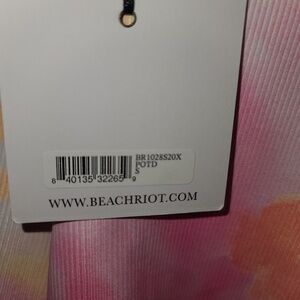 BR1028S20X
POTD
S
8 40135 32265 9
WWW.BEACHRIOT.COM